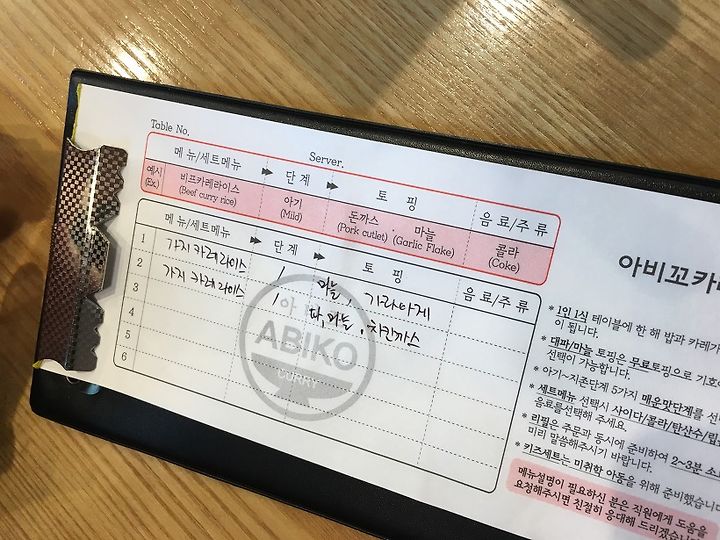 Table No.
Server.
메뉴/세트메뉴 ▶ 단 계 ▶ 토 핑 음료/주류
예시 (Ex.) 비프카레라이스 (Beef curry rice) 아기 (Mild) 돈까스 (Pork cutlet) · 마늘 (Garlic Flake) 콜라 (Coke)
메뉴/세트메뉴 ▶ 단 계 ▶ 토 핑 음료/주류
1 가지 카레라이스 1 마늘, 가라아게
2 가지 카레라이스 1 파,마늘, 치킨까스
3
4
5
6
ABIKO
CURRY
아비꼬카레
* 1인 1식 테이블에 한 해 밥과 카레가
이 됩니다.
* 대파/마늘 토핑은 무료토핑으로 기호
선택이 가능합니다.
* 아기~지존단계 5가지 매운맛단계를 선
* 세트메뉴 선택시 사이다/콜라/탄산수/
음료를선택해 주세요.
* 리필은 주문과 동시에 준비하여 2~3분 소
미리 말씀해주시기 바랍니다.
* 키즈세트는 미취학 아동을 위해 준비했습니
메뉴설명이 필요하신 분은 직원에게 도움을
요청해주시면 친절히 응대해 드리겠습니다.